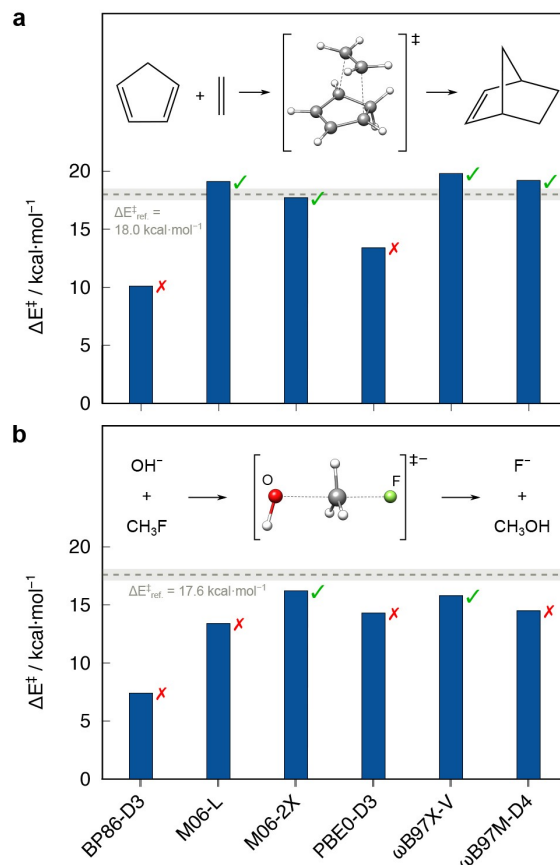 a
+
‡
20
15
10
5
0
ΔE‡ / kcal·mol⁻¹
ΔE‡ref. =
18.0 kcal·mol⁻¹
✗
✓
✓
✗
✓
✓
b
OH⁻
+
CH₃F
O
F
‡−
F⁻
+
CH₃OH
20
15
10
5
0
ΔE‡ / kcal·mol⁻¹
ΔE‡ref. = 17.6 kcal·mol⁻¹
✗
✗
✓
✗
✓
✗
BP86-D3
M06-L
M06-2X
PBE0-D3
ωB97X-V
ωB97M-D4